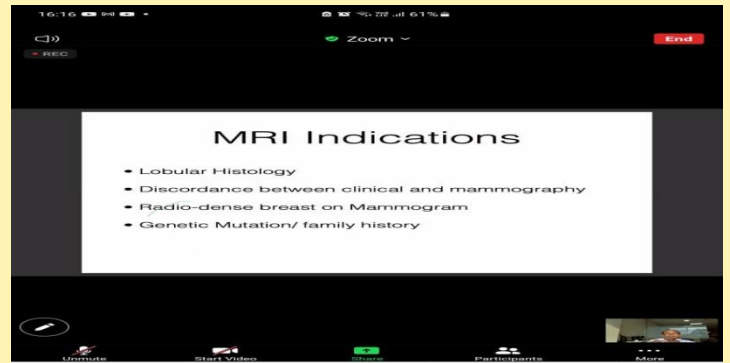 16:16
61%
Zoom
End
REC
MRI Indications
• Lobular Histology
• Discordance between clinical and mammography
• Radio-dense breast on Mammogram
• Genetic Mutation/ family history
Unmute
Start Video
Share
Participants
More